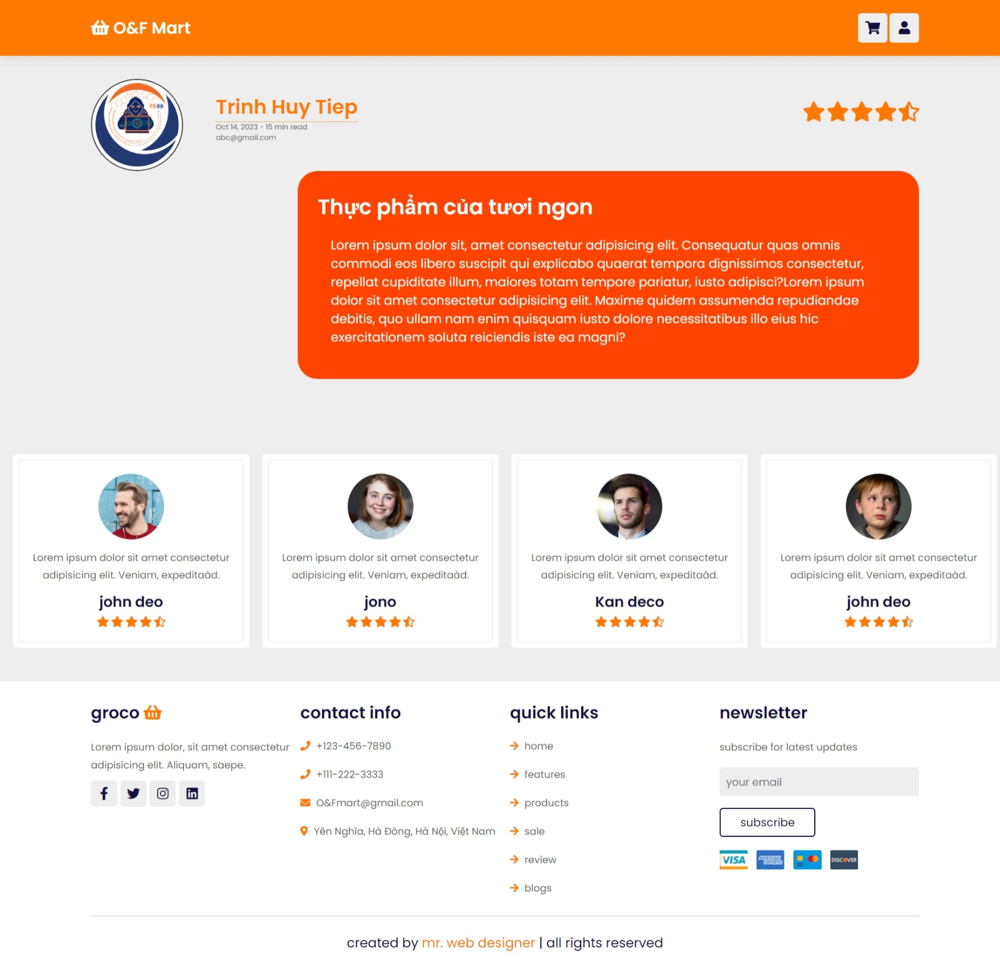 O&F Mart
Trinh Huy Tiep
Oct 14, 2023 - 15 min read
abc@gmail.com
Thực phẩm của tươi ngon
Lorem ipsum dolor sit, amet consectetur adipisicing elit. Consequatur quas omnis
commodi eos libero suscipit qui explicabo quaerat tempora dignissimos consectetur,
repellat cupiditate illum, maiores totam tempore pariatur, iusto adipisci?Lorem ipsum
dolor sit amet consectetur adipisicing elit. Maxime quidem assumenda repudiandae
debitis, quo ullam nam enim quisquam iusto dolore necessitatibus illo eius hic
exercitationem soluta reiciendis iste ea magni?
Lorem ipsum dolor sit amet consectetur
adipisicing elit. Veniam, expeditaàd.
john deo
Lorem ipsum dolor sit amet consectetur
adipisicing elit. Veniam, expeditaàd.
jono
Lorem ipsum dolor sit amet consectetur
adipisicing elit. Veniam, expeditaàd.
Kan deco
Lorem ipsum dolor sit amet consectetur
adipisicing elit. Veniam, expeditaàd.
john deo
groco
Lorem ipsum dolor, sit amet consectetur
adipisicing elit. Aliquam, saepe.
contact info
+123-456-7890
+111-222-3333
O&Fmart@gmail.com
Yên Nghĩa, Hà Đông, Hà Nội, Việt Nam
quick links
home
features
products
sale
review
blogs
newsletter
subscribe for latest updates
your email
subscribe
VISA
AMERICAN
EXPRESS
DISCOVER
created by mr. web designer | all rights reserved